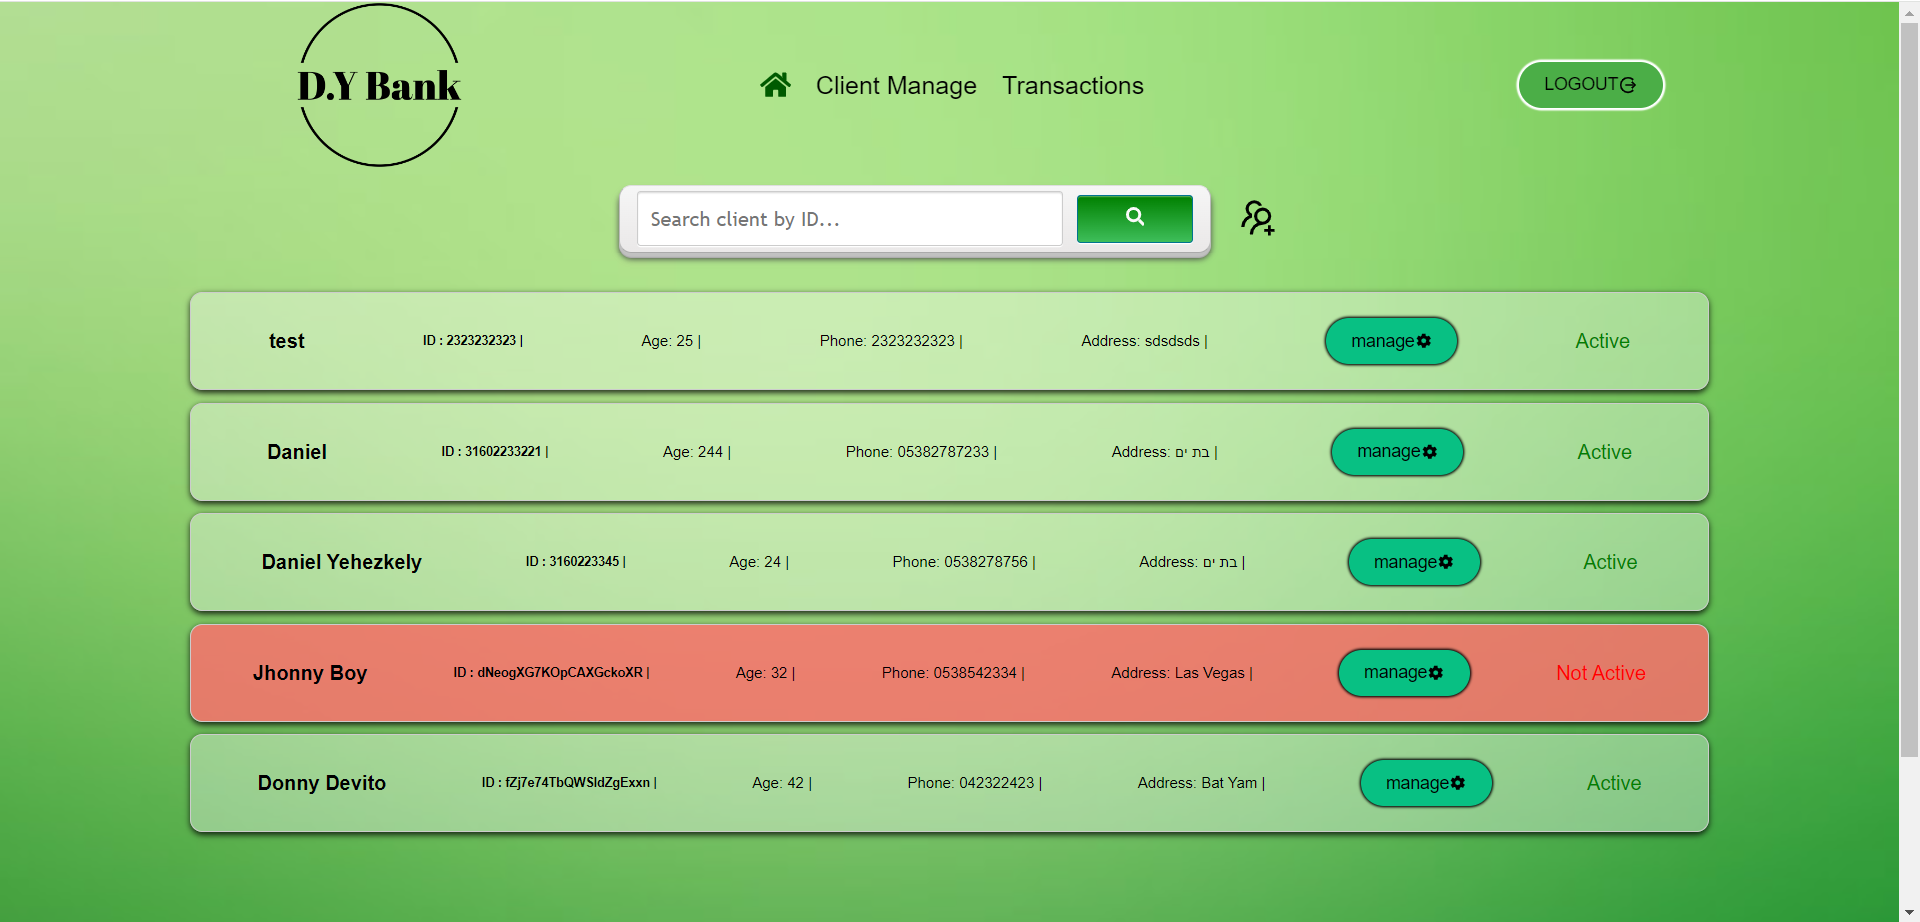 D.Y Bank
Client Manage Transactions
LOGOUT
Search client by ID...
test ID : 2323232323 | Age: 25 | Phone: 2323232323 | Address: sdsdsds | manage Active
Daniel ID : 31602233221 | Age: 244 | Phone: 05382787233 | Address: בת ים | manage Active
Daniel Yehezkely ID : 3160223345 | Age: 24 | Phone: 0538278756 | Address: בת ים | manage Active
Jhonny Boy ID : dNeogXG7KOpCAXGckoXR | Age: 32 | Phone: 0538542334 | Address: Las Vegas | manage Not Active
Donny Devito ID : fZj7e74TbQWSldZgExxn | Age: 42 | Phone: 042322423 | Address: Bat Yam | manage Active